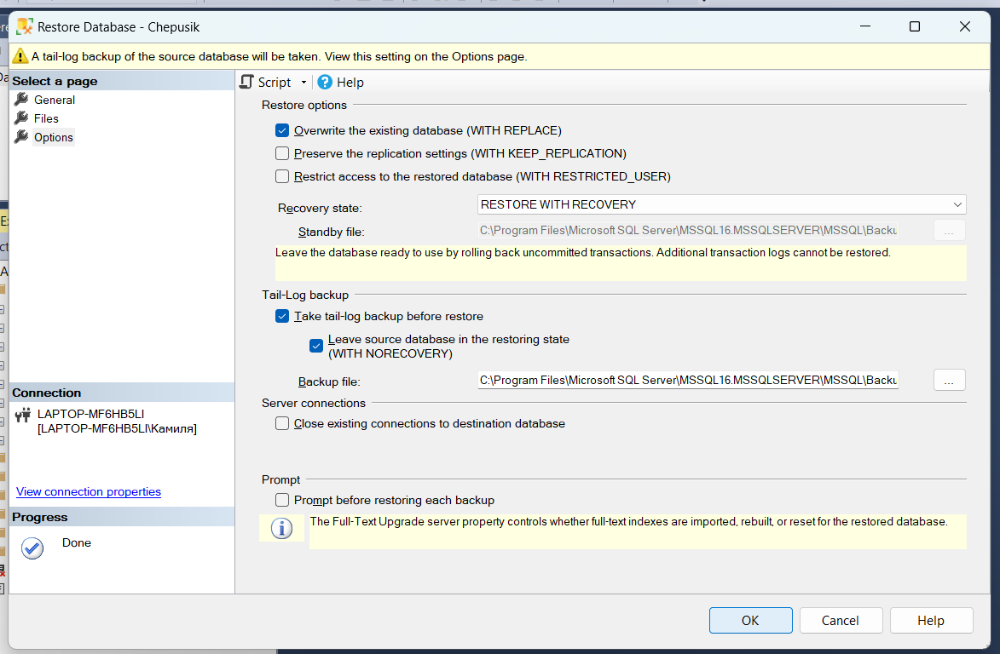 Restore Database - Chepusik
A tail-log backup of the source database will be taken. View this setting on the Options page.
Select a page
General
Files
Options
Script
Help
Restore options
Overwrite the existing database (WITH REPLACE)
Preserve the replication settings (WITH KEEP_REPLICATION)
Restrict access to the restored database (WITH RESTRICTED_USER)
Recovery state:
RESTORE WITH RECOVERY
Standby file:
C:\Program Files\Microsoft SQL Server\MSSQL16.MSSQLSERVER\MSSQL\Backu
...
Leave the database ready to use by rolling back uncommitted transactions. Additional transaction logs cannot be restored.
Tail-Log backup
Take tail-log backup before restore
Leave source database in the restoring state
(WITH NORECOVERY)
Backup file:
C:\Program Files\Microsoft SQL Server\MSSQL16.MSSQLSERVER\MSSQL\Backu
...
Server connections
Close existing connections to destination database
Prompt
Prompt before restoring each backup
The Full-Text Upgrade server property controls whether full-text indexes are imported, rebuilt, or reset for the restored database.
Connection
LAPTOP-MF6HB5LI
[LAPTOP-MF6HB5LI\Камиля]
View connection properties
Progress
Done
OK
Cancel
Help